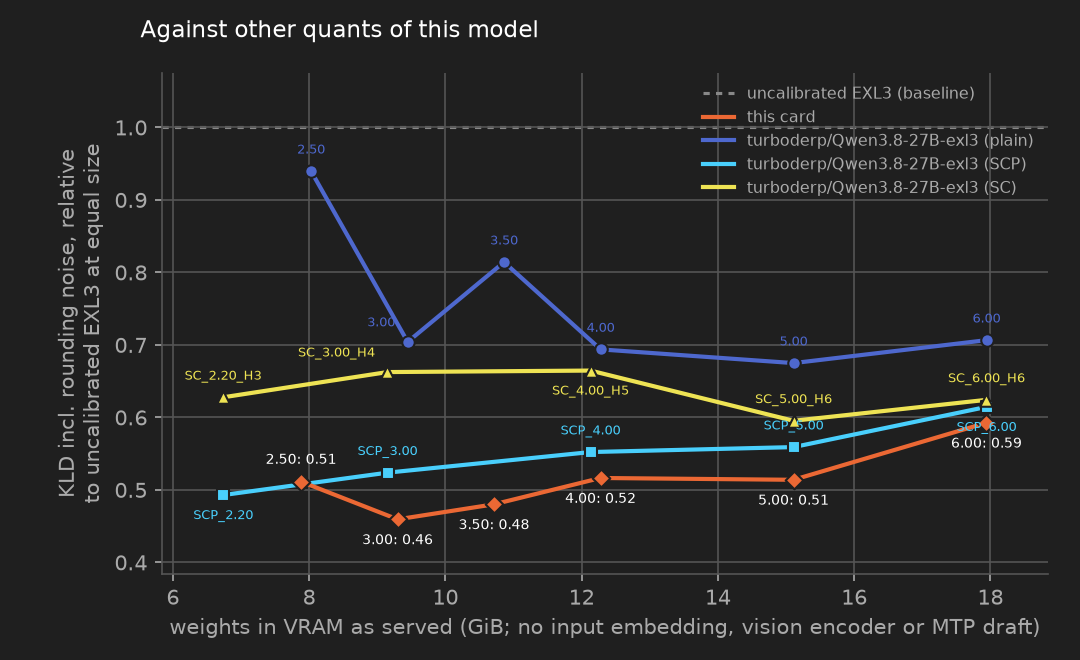 Against other quants of this model
uncalibrated EXL3 (baseline)
this card
turboderp/Qwen3.8-27B-exl3 (plain)
turboderp/Qwen3.8-27B-exl3 (SCP)
turboderp/Qwen3.8-27B-exl3 (SC)
KLD incl. rounding noise, relative
to uncalibrated EXL3 at equal size
1.0
0.9
0.8
0.7
0.6
0.5
0.4
2.50
3.00
3.50
4.00
5.00
6.00
SC_2.20_H3
SC_3.00_H4
SC_4.00_H5
SC_5.00_H6
SC_6.00_H6
SCP_2.20
SCP_3.00
SCP_4.00
SCP_5.00
SCP_6.00
2.50: 0.51
3.00: 0.46
3.50: 0.48
4.00: 0.52
5.00: 0.51
6.00: 0.59
6
8
10
12
14
16
18
weights in VRAM as served (GiB; no input embedding, vision encoder or MTP draft)